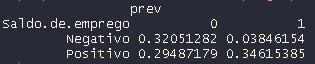 prev
Saldo.de.emprego 0 1
Negativo 0.32051282 0.03846154
Positivo 0.29487179 0.34615385